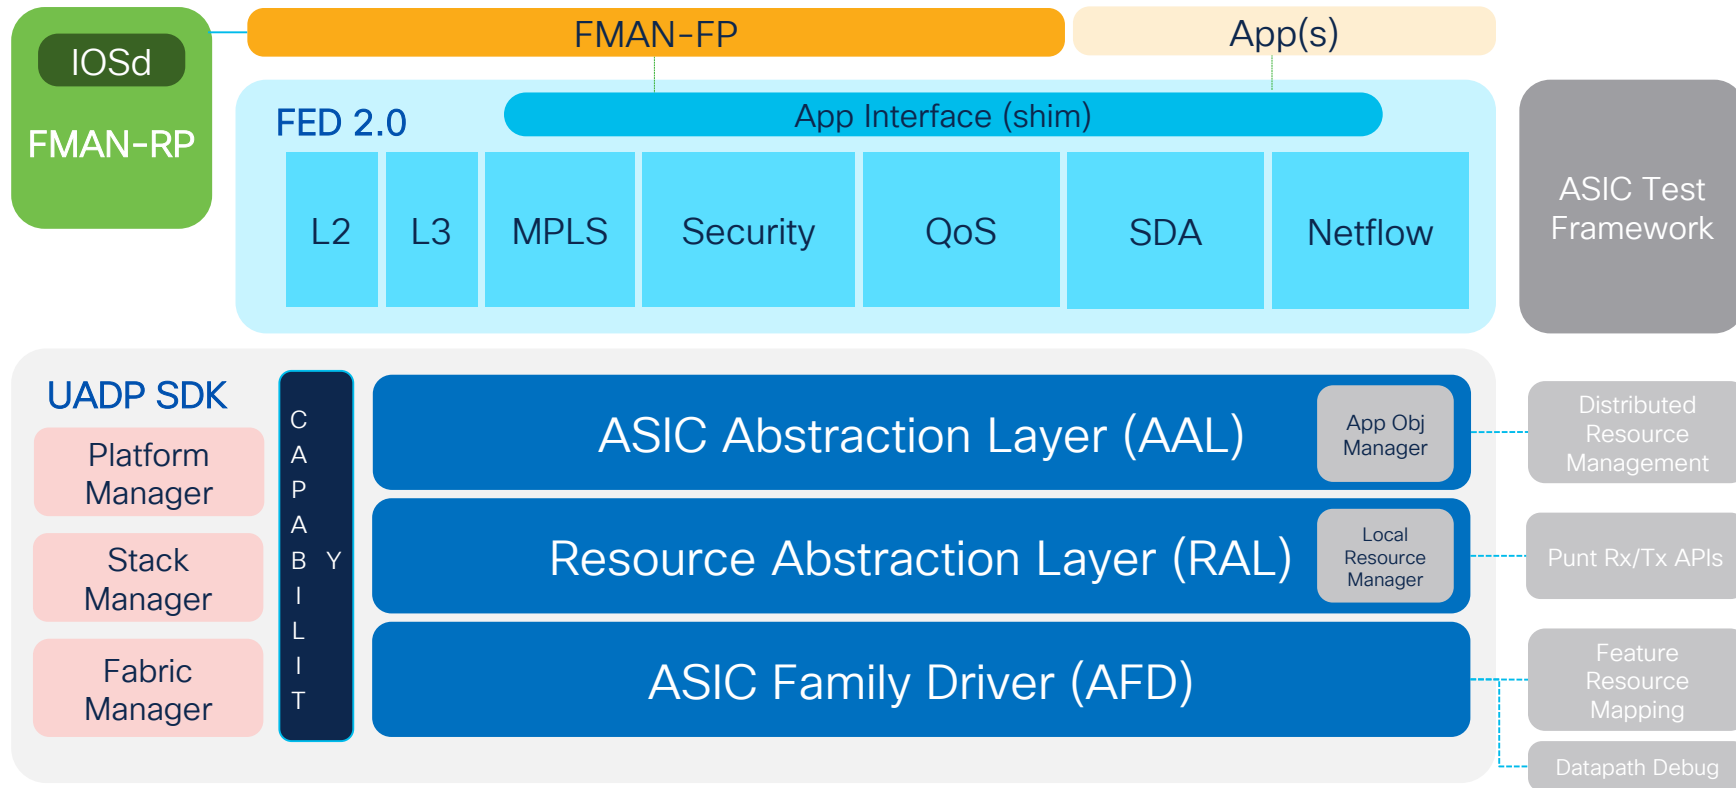 IOSd
FMAN-RP
FMAN-FP
App(s)
FED 2.0
App Interface (shim)
L2
L3
MPLS
Security
QoS
SDA
Netflow
ASIC Test
Framework
UADP SDK
Platform
Manager
Stack
Manager
Fabric
Manager
C
A
P
A
B
I
L
I
T
Y
ASIC Abstraction Layer (AAL)
App Obj
Manager
Resource Abstraction Layer (RAL)
Local
Resource
Manager
ASIC Family Driver (AFD)
Distributed
Resource
Management
Punt Rx/Tx APIs
Feature
Resource
Mapping
Datapath Debug